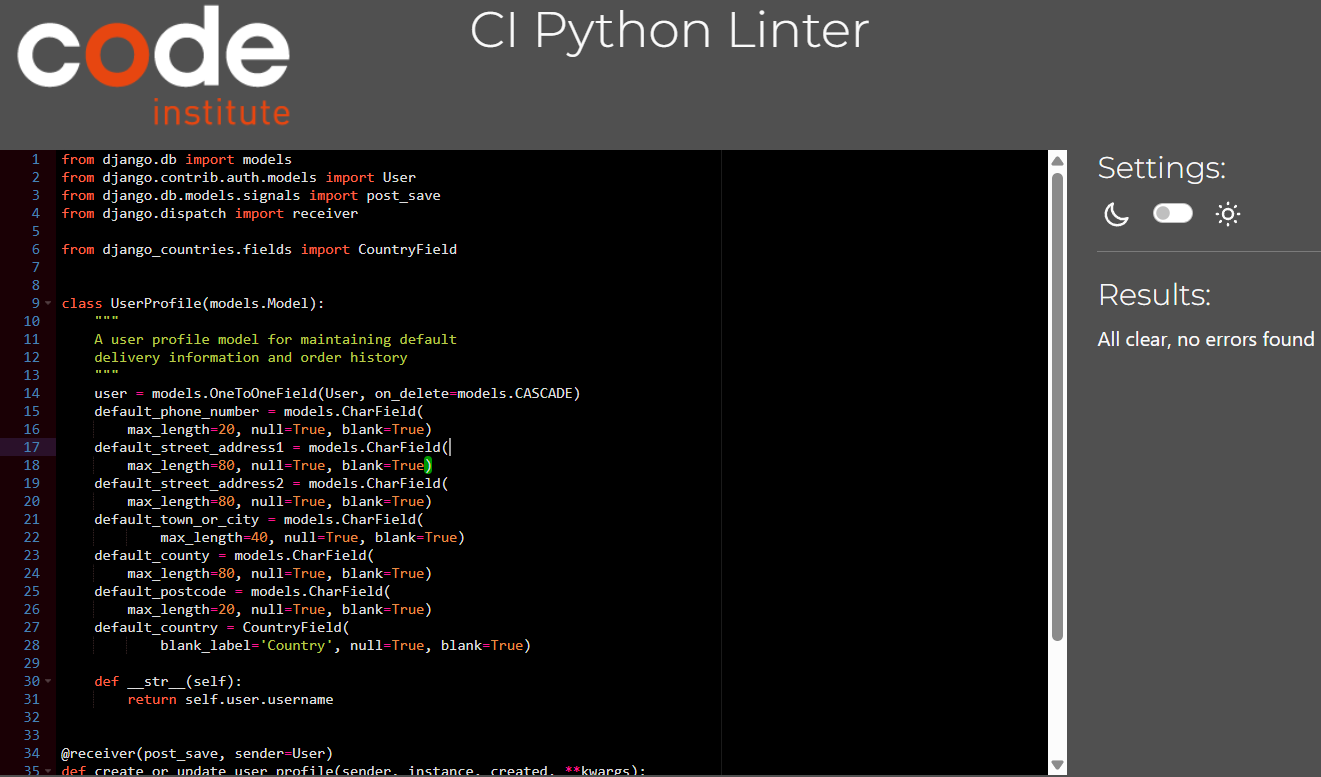 code
institute
CI Python Linter
1 from django.db import models
2 from django.contrib.auth.models import User
3 from django.db.models.signals import post_save
4 from django.dispatch import receiver
5
6 from django_countries.fields import CountryField
7
8
9 class UserProfile(models.Model):
10     """
11     A user profile model for maintaining default
12     delivery information and order history
13     """
14     user = models.OneToOneField(User, on_delete=models.CASCADE)
15     default_phone_number = models.CharField(
16         max_length=20, null=True, blank=True)
17     default_street_address1 = models.CharField(
18         max_length=80, null=True, blank=True)
19     default_street_address2 = models.CharField(
20         max_length=80, null=True, blank=True)
21     default_town_or_city = models.CharField(
22             max_length=40, null=True, blank=True)
23     default_county = models.CharField(
24         max_length=80, null=True, blank=True)
25     default_postcode = models.CharField(
26         max_length=20, null=True, blank=True)
27     default_country = CountryField(
28             blank_label='Country', null=True, blank=True)
29
30     def __str__(self):
31         return self.user.username
32
33
34 @receiver(post_save, sender=User)
35 def create_or_update_user_profile(sender, instance, created, **kwargs):
Settings:
Results:
All clear, no errors found